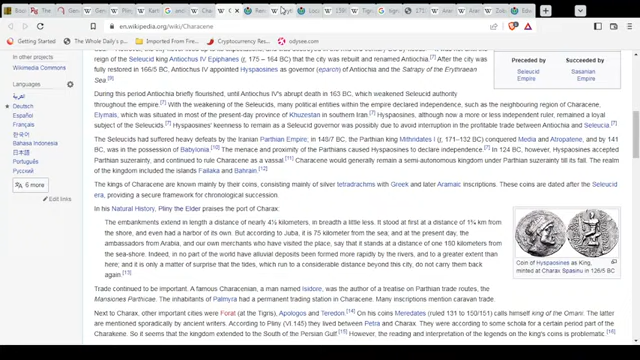 en.wikipedia.org/wiki/Characene
Getting Started
The Whole Daily's p...
Imported From Firef...
Cryptocurrency Res...
odysee.com
In other projects
Wikimedia Commons
Languages
Deutsch
Español
Français
한국어
Bahasa Indonesia
日本語
Português
Русский
6 more
Edit links
reign of the Seleucid king Antiochus IV Epiphanes (r. 175 – 164 BC) that the city was rebuilt and renamed Antiochia. After the city was
fully restored in 166/5 BC, Antiochus IV appointed Hyspaosines as governor (eparch) of Antiochia and the Satrapy of the Erythraean
Sea.[9]
During this period Antiochia briefly flourished, until Antiochus's abrupt death in 163 BC, which weakened Seleucid authority
throughout the empire.[7] With the weakening of the Seleucids, many political entities within the empire declared independence, such as the neighbouring region of Characene,
Elymais, which was situated in most of the present-day province of Khuzestan in southern Iran.[7] Hyspaosines, although now a more or less independent ruler, remained a loyal
subject of the Seleucids.[7] Hyspaosines' keenness to remain as Seleucid governor was possibly due to avoid interruption in the profitable trade between Antiochia and Seleucia.[7]
The Seleucids had suffered heavy defeats by the Iranian Parthian Empire; in 148/7 BC, the Parthian king Mithridates I (r. 171–132 BC) conquered Media and Atropatene, and by 141
BC, was in the possession of Babylonia.[10] The menace and proximity of the Parthians caused Hyspaosines to declare independence.[7] In 124 BC, however, Hyspaosines accepted
Parthian suzerainty, and continued to rule Characene as a vassal.[11] Characene would generally remain a semi-autonomous kingdom under Parthian suzerainty till its fall. The realm
of the kingdom included the islands Failaka and Bahrain.[12]
The kings of Characene are known mainly by their coins, consisting mainly of silver tetradrachms with Greek and later Aramaic inscriptions. These coins are dated after the Seleucid
era, providing a secure framework for chronological succession.
In his Natural History, Pliny the Elder praises the port of Charax:
The embankments extend in length a distance of nearly 4½ kilometers, in breadth a little less. It stood at first at a distance of 1¾ km from
the shore, and even had a harbor of its own. But according to Juba, it is 75 kilometer from the sea; and at the present day, the
ambassadors from Arabia, and our own merchants who have visited the place, say that it stands at a distance of one 180 kilometers from
the sea-shore. Indeed, in no part of the world have alluvial deposits been formed more rapidly by the rivers, and to a greater extent than
here; and it is only a matter of surprise that the tides, which run to a considerable distance beyond this city, do not carry them back
again.[13]
Trade continued to be important. A famous Characenian, a man named Isidore, was the author of a treatise on Parthian trade routes, the
Mansiones Parthicae. The inhabitants of Palmyra had a permanent trading station in Characene. Many inscriptions mention caravan trade.
Next to Charax, other important cities were Forat (at the Tigris), Apologos and Teredon.[14] On his coins Meredates (ruled 131 to 150/151) calls himself king of the Omani. The latter
are mentioned sporadically by ancient writers. According to Pliny (VI.145) they lived between Petra and Charax. They were according to some schola for a certain period part of the
Characene. So it seems that the kingdom extended to the South of the Persian Gulf.[15] However, the reading and interpretation of the legends on the king's coins is problematic.[16]
Preceded by
Succeeded by
Seleucid
Empire
Sasanian
Empire
Coin of Hyspaosines as King,
minted at Charax Spasinu in 126/5 BC